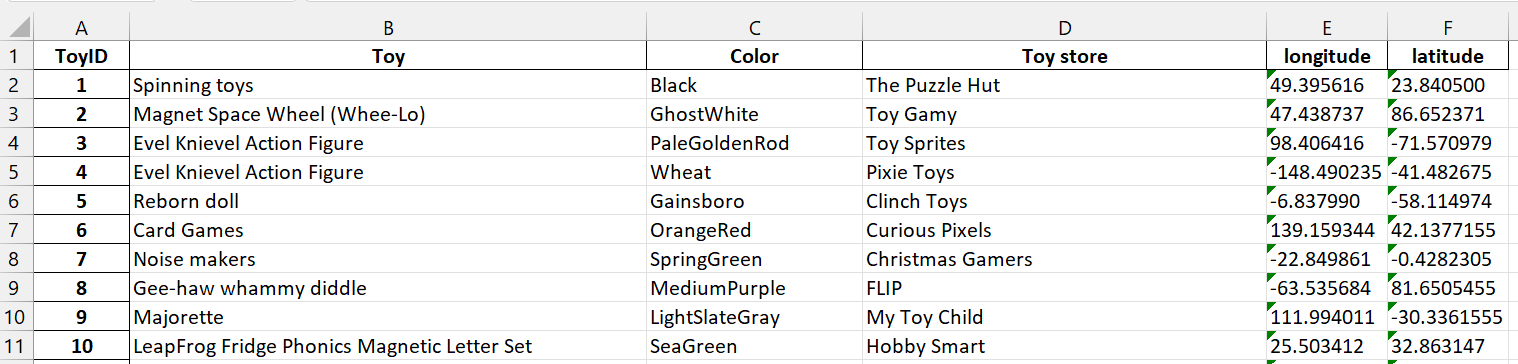 A B C D E F
1 ToyID Toy Color Toy store longitude latitude
2 1 Spinning toys Black The Puzzle Hut 49.395616 23.840500
3 2 Magnet Space Wheel (Whee-Lo) GhostWhite Toy Gamy 47.438737 86.652371
4 3 Evel Knievel Action Figure PaleGoldenRod Toy Sprites 98.406416 -71.570979
5 4 Evel Knievel Action Figure Wheat Pixie Toys -148.490235 -41.482675
6 5 Reborn doll Gainsboro Clinch Toys -6.837990 -58.114974
7 6 Card Games OrangeRed Curious Pixels 139.159344 42.1377155
8 7 Noise makers SpringGreen Christmas Gamers -22.849861 -0.4282305
9 8 Gee-haw whammy diddle MediumPurple FLIP -63.535684 81.6505455
10 9 Majorette LightSlateGray My Toy Child 111.994011 -30.3361555
11 10 LeapFrog Fridge Phonics Magnetic Letter Set SeaGreen Hobby Smart 25.503412 32.863147